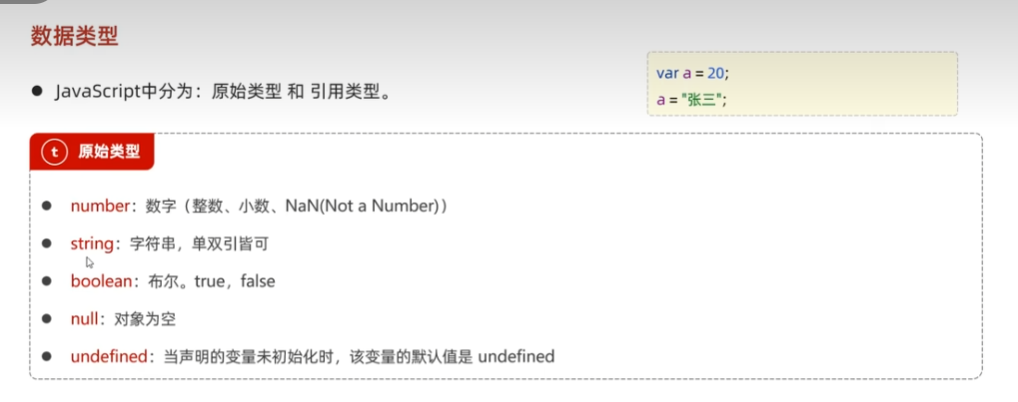 数据类型
● JavaScript中分为：原始类型 和 引用类型。
var a = 20;
a = "张三";
t 原始类型
● number：数字（整数、小数、NaN(Not a Number)）
● string：字符串，单双引皆可
● boolean：布尔。true，false
● null：对象为空
● undefined：当声明的变量未初始化时，该变量的默认值是 undefined